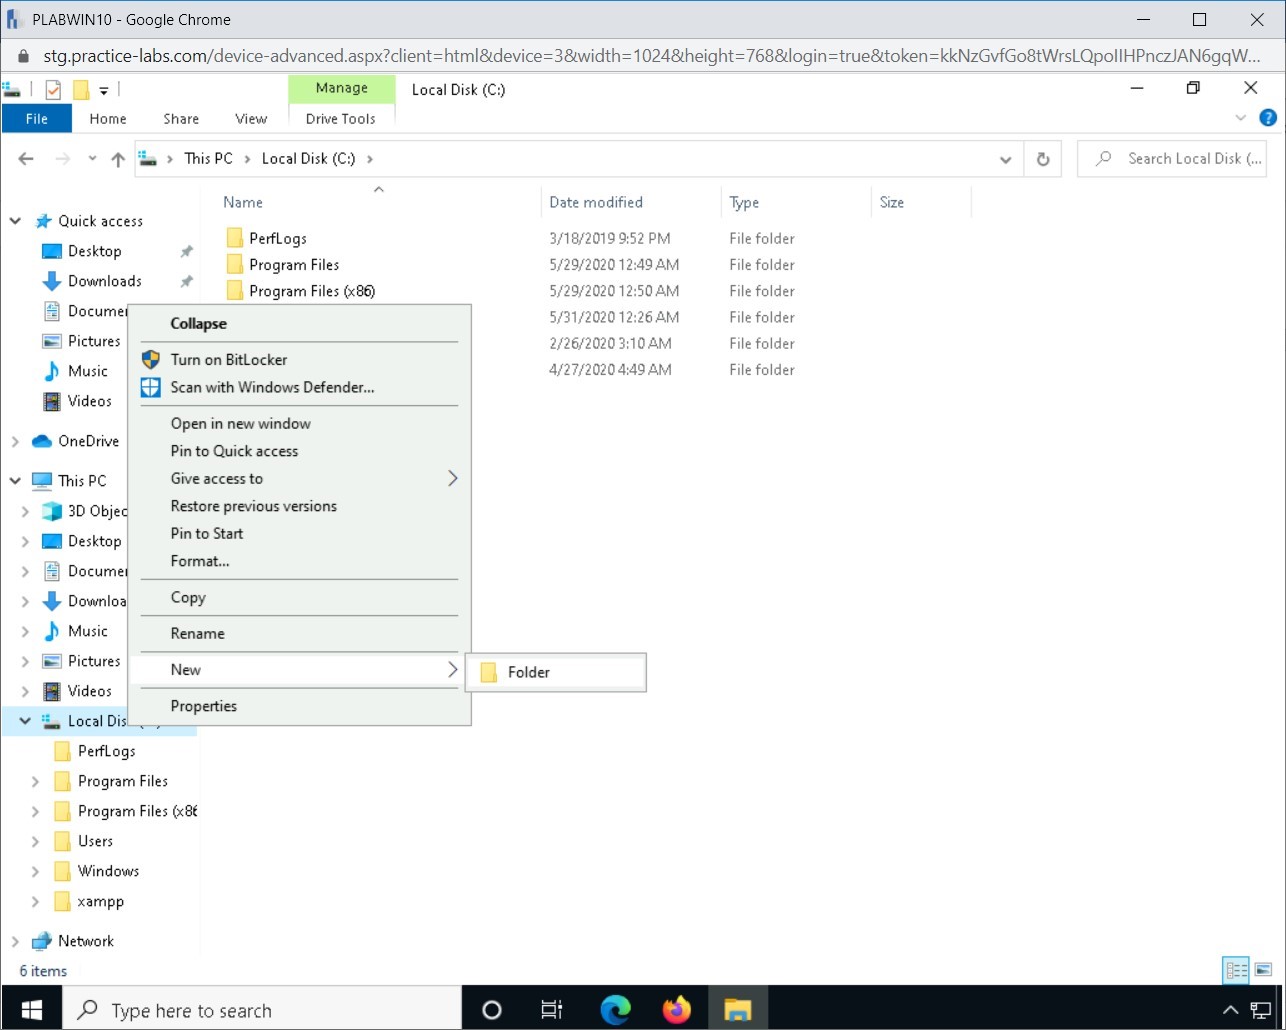 PLABWIN10 - Google Chrome
stg.practice-labs.com/device-advanced.aspx?client=html&device=3&width=1024&height=768&login=true&token=kkNzGvfGo8tWrsLQpoIIHPnczJAN6gqW...
Manage
Local Disk (C:)
File
Home
Share
View
Drive Tools
?
This PC
Local Disk (C:)
Search Local Disk (...
Name
Date modified
Type
Size
PerfLogs 3/18/2019 9:52 PM File folder
Program Files 5/29/2020 12:49 AM File folder
Program Files (x86) 5/29/2020 12:50 AM File folder
5/31/2020 12:26 AM File folder
2/26/2020 3:10 AM File folder
4/27/2020 4:49 AM File folder
Quick access
Desktop
Downloads
Documen
Pictures
Music
Videos
OneDrive
This PC
3D Objec
Desktop
Documen
Downloa
Music
Pictures
Videos
Local Dis
PerfLogs
Program Files
Program Files (x86
Users
Windows
xampp
Network
Collapse
Turn on BitLocker
Scan with Windows Defender...
Open in new window
Pin to Quick access
Give access to
Restore previous versions
Pin to Start
Format...
Copy
Rename
New
Folder
Properties
6 items
Type here to search